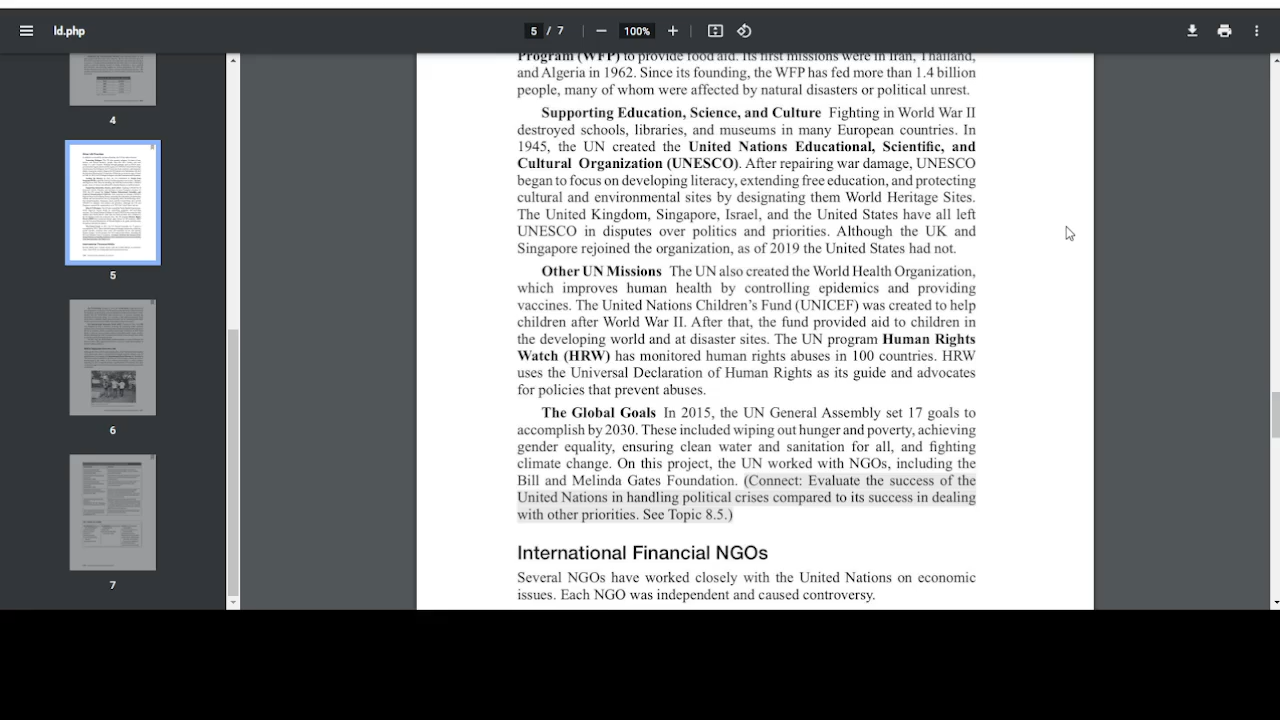 ld.php
5 / 7
100%
4
5
6
7
Program (WFP) to provide food aid. Its first missions were in Iran, Thailand,
and Algeria in 1962. Since its founding, the WFP has fed more than 1.4 billion
people, many of whom were affected by natural disasters or political unrest.
Supporting Education, Science, and Culture Fighting in World War II
destroyed schools, libraries, and museums in many European countries. In
1945, the UN created the United Nations Educational, Scientific, and
Cultural Organization (UNESCO). After repairing war damage, UNESCO
began to focus on developing literacy, extending free education, and protecting
cultural and environmental sites by designating them World Heritage Sites.
The United Kingdom, Singapore, Israel, and the United States have all left
UNESCO in disputes over politics and priorities. Although the UK and
Singapore rejoined the organization, as of 2019 the United States had not.
Other UN Missions The UN also created the World Health Organization,
which improves human health by controlling epidemics and providing
vaccines. The United Nations Children's Fund (UNICEF) was created to help
children after World War II. After that, the fund provided aid to children in
the developing world and at disaster sites. The UN program Human Rights
Watch (HRW) has monitored human rights abuses in 100 countries. HRW
uses the Universal Declaration of Human Rights as its guide and advocates
for policies that prevent abuses.
The Global Goals In 2015, the UN General Assembly set 17 goals to
accomplish by 2030. These included wiping out hunger and poverty, achieving
gender equality, ensuring clean water and sanitation for all, and fighting
climate change. On this project, the UN worked with NGOs, including the
Bill and Melinda Gates Foundation. (Connect: Evaluate the success of the
United Nations in handling political crises compared to its success in dealing
with other priorities. See Topic 8.5.)
International Financial NGOs
Several NGOs have worked closely with the United Nations on economic
issues. Each NGO was independent and caused controversy.